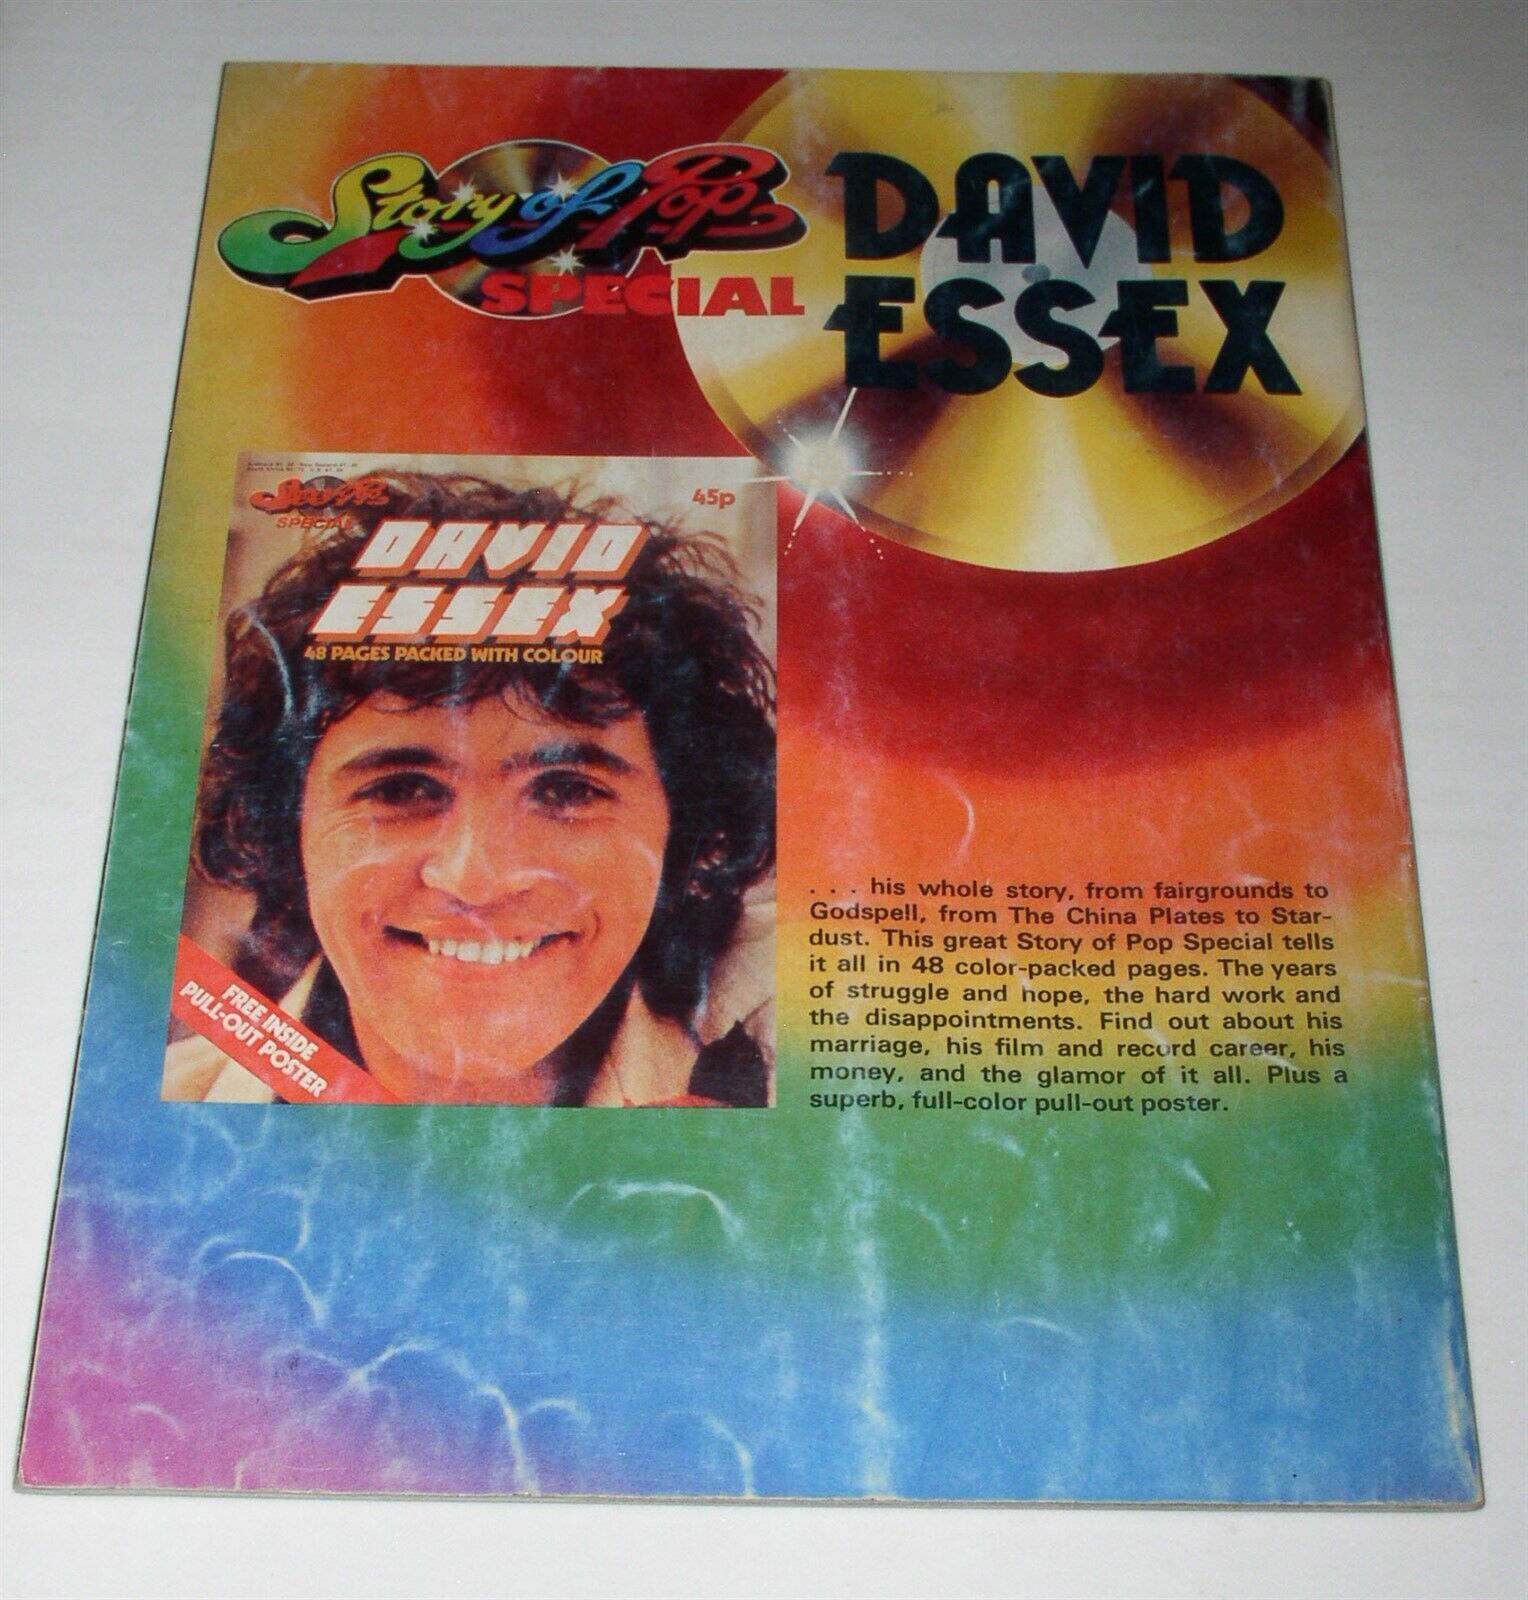 Story of Pop
SPECIAL
DAVID
ESSEX
Story of Pop
SPECIAL
45p
DAVID
ESSEX
48 PAGES PACKED WITH COLOUR
FREE INSIDE
PULL-OUT POSTER
. . . his whole story, from fairgrounds to
Godspell, from The China Plates to Star-
dust. This great Story of Pop Special tells
it all in 48 color-packed pages. The years
of struggle and hope, the hard work and
the disappointments. Find out about his
marriage, his film and record career, his
money, and the glamor of it all. Plus a
superb, full-color pull-out poster.